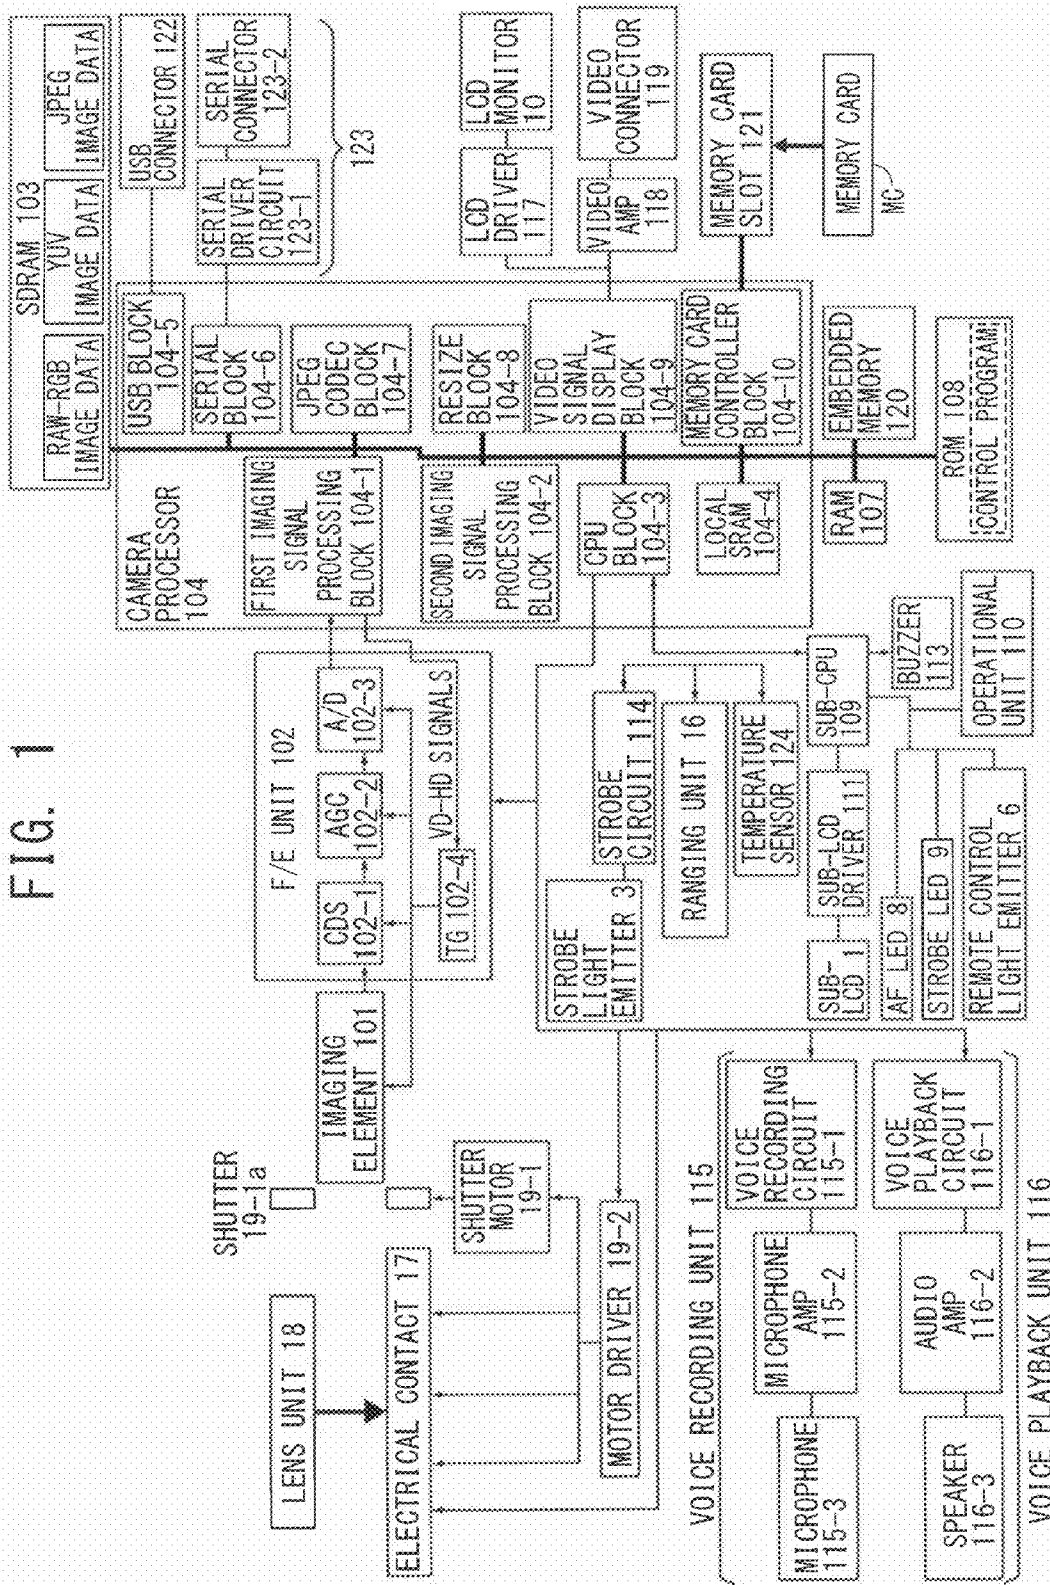 FIG. 1
LENS UNIT 18
SHUTTER
19-1a
ELECTRICAL CONTACT 17
SHUTTER
MOTOR
19-1
MOTOR DRIVER 19-2
IMAGING
ELEMENT 101
F/E UNIT 102
CDS
102-1
AGC
102-2
A/D
102-3
TG 102-4
VD-HD SIGNALS
CAMERA
PROCESSOR
104
FIRST IMAGING
SIGNAL
PROCESSING
BLOCK 104-1
SECOND IMAGING
SIGNAL
PROCESSING
BLOCK 104-2
CPU
BLOCK
104-3
LOCAL
SRAM
104-4
USB BLOCK
104-5
SERIAL
BLOCK
104-6
JPEG
CODEC
BLOCK
104-7
RESIZE
BLOCK
104-8
VIDEO
SIGNAL
DISPLAY
BLOCK
104-9
MEMORY CARD
CONTROLLER
BLOCK
104-10
SDRAM 103
RAW-RGB
IMAGE DATA
YUV
IMAGE DATA
JPEG
IMAGE DATA
USB
CONNECTOR 122
SERIAL
DRIVER
CIRCUIT
123-1
SERIAL
CONNECTOR
123-2
123
LCD
DRIVER
117
LCD
MONITOR
10
VIDEO
AMP
118
VIDEO
CONNECTOR
119
MEMORY CARD
SLOT 121
MEMORY CARD
MC
RAM
107
EMBEDDED
MEMORY
120
ROM 108
CONTROL PROGRAM
STROBE
LIGHT
EMITTER 3
STROBE
CIRCUIT 114
RANGING UNIT 16
TEMPERATURE
SENSOR 124
SUB-
LCD 1
SUB-LCD
DRIVER 111
SUB-CPU
109
BUZZER
113
AF LED 8
STROBE LED 9
REMOTE CONTROL
LIGHT EMITTER 6
OPERATIONAL
UNIT 110
VOICE RECORDING UNIT 115
MICROPHONE
115-3
MICROPHONE
AMP
115-2
VOICE
RECORDING
CIRCUIT
115-1
SPEAKER
116-3
AUDIO
AMP
116-2
VOICE
PLAYBACK
CIRCUIT
116-1
VOICE PLAYBACK UNIT 116